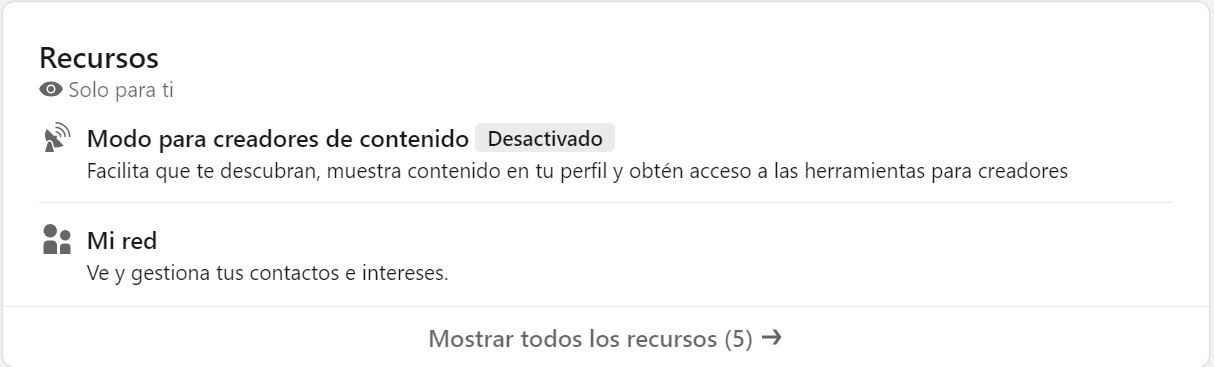 Recursos
Solo para ti
Modo para creadores de contenido Desactivado
Facilita que te descubran, muestra contenido en tu perfil y obtén acceso a las herramientas para creadores
Mi red
Ve y gestiona tus contactos e intereses.
Mostrar todos los recursos (5) →